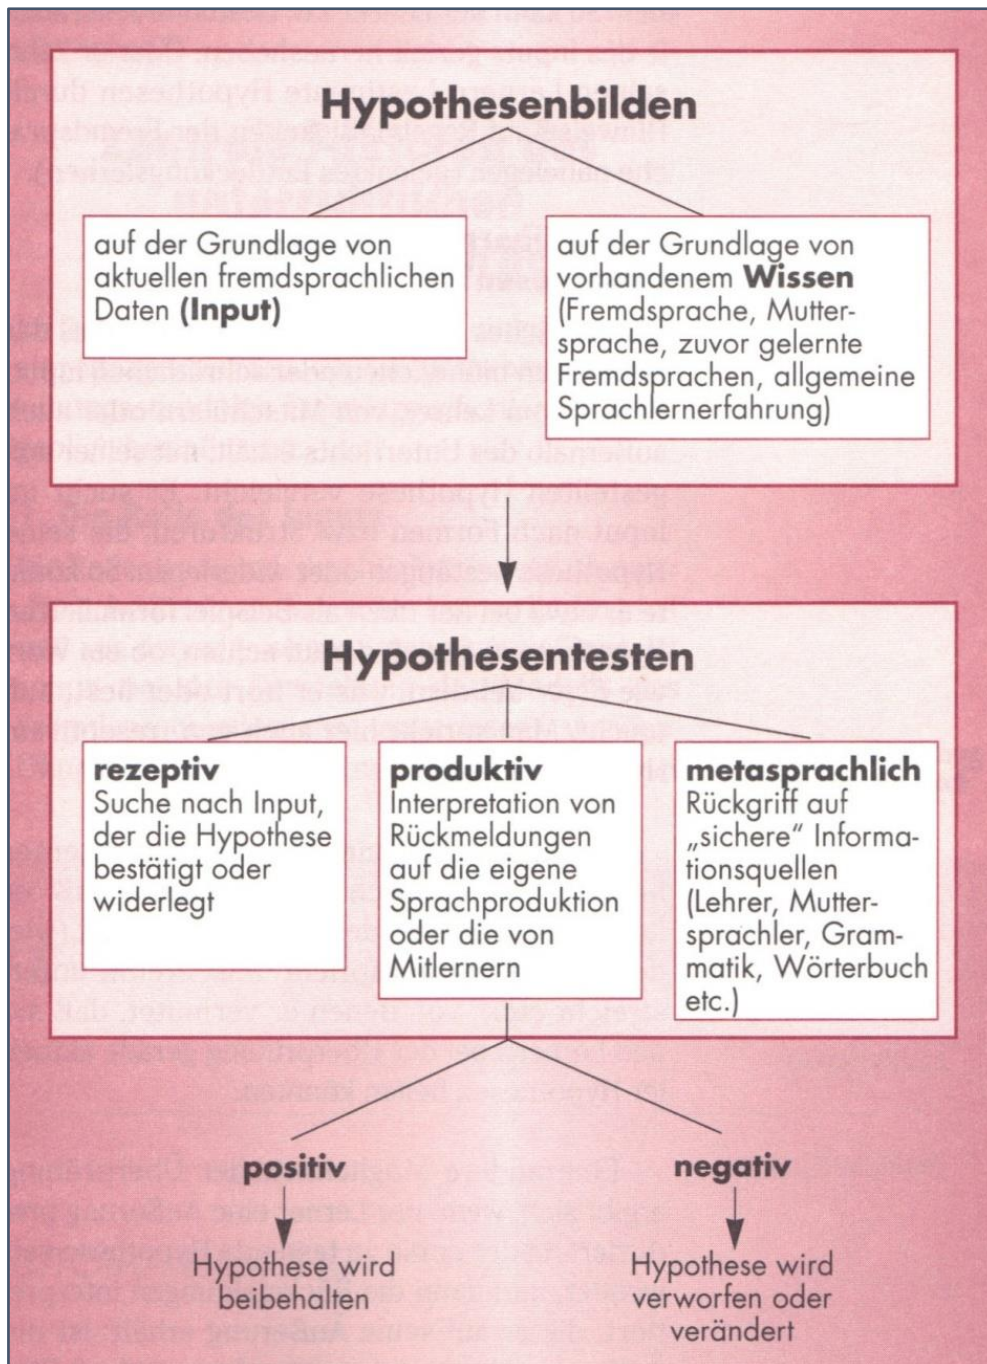 Hypothesenbilden
auf der Grundlage von
aktuellen fremdsprachlichen
Daten (Input)
auf der Grundlage von
vorhandenem Wissen
(Fremdsprache, Mutter-
sprache, zuvor gelernte
Fremdsprachen, allgemeine
Sprachlernerfahrung)
Hypothesentesten
rezeptiv
Suche nach Input,
der die Hypothese
bestätigt oder
widerlegt
produktiv
Interpretation von
Rückmeldungen
auf die eigene
Sprachproduktion
oder die von
Mitlernern
metasprachlich
Rückgriff auf
„sichere“ Informa-
tionsquellen
(Lehrer, Mutter-
sprachler, Gram-
matik, Wörterbuch
etc.)
positiv
Hypothese wird
beibehalten
negativ
Hypothese wird
verworfen oder
verändert